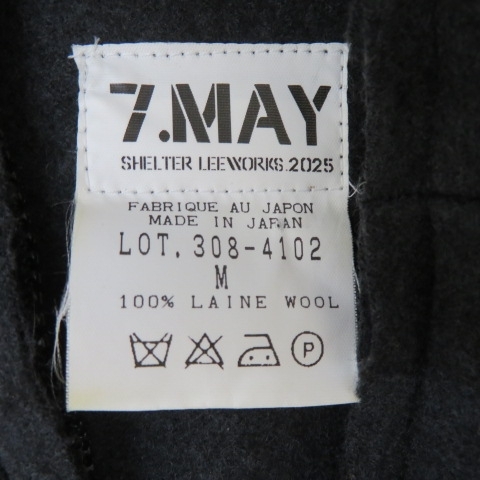 7.MAY
SHELTER LEEWORKS.2025
FABRIQUE AU JAPON
MADE IN JAPAN
LOT. 308-4102
M
100% LAINE WOOL
P